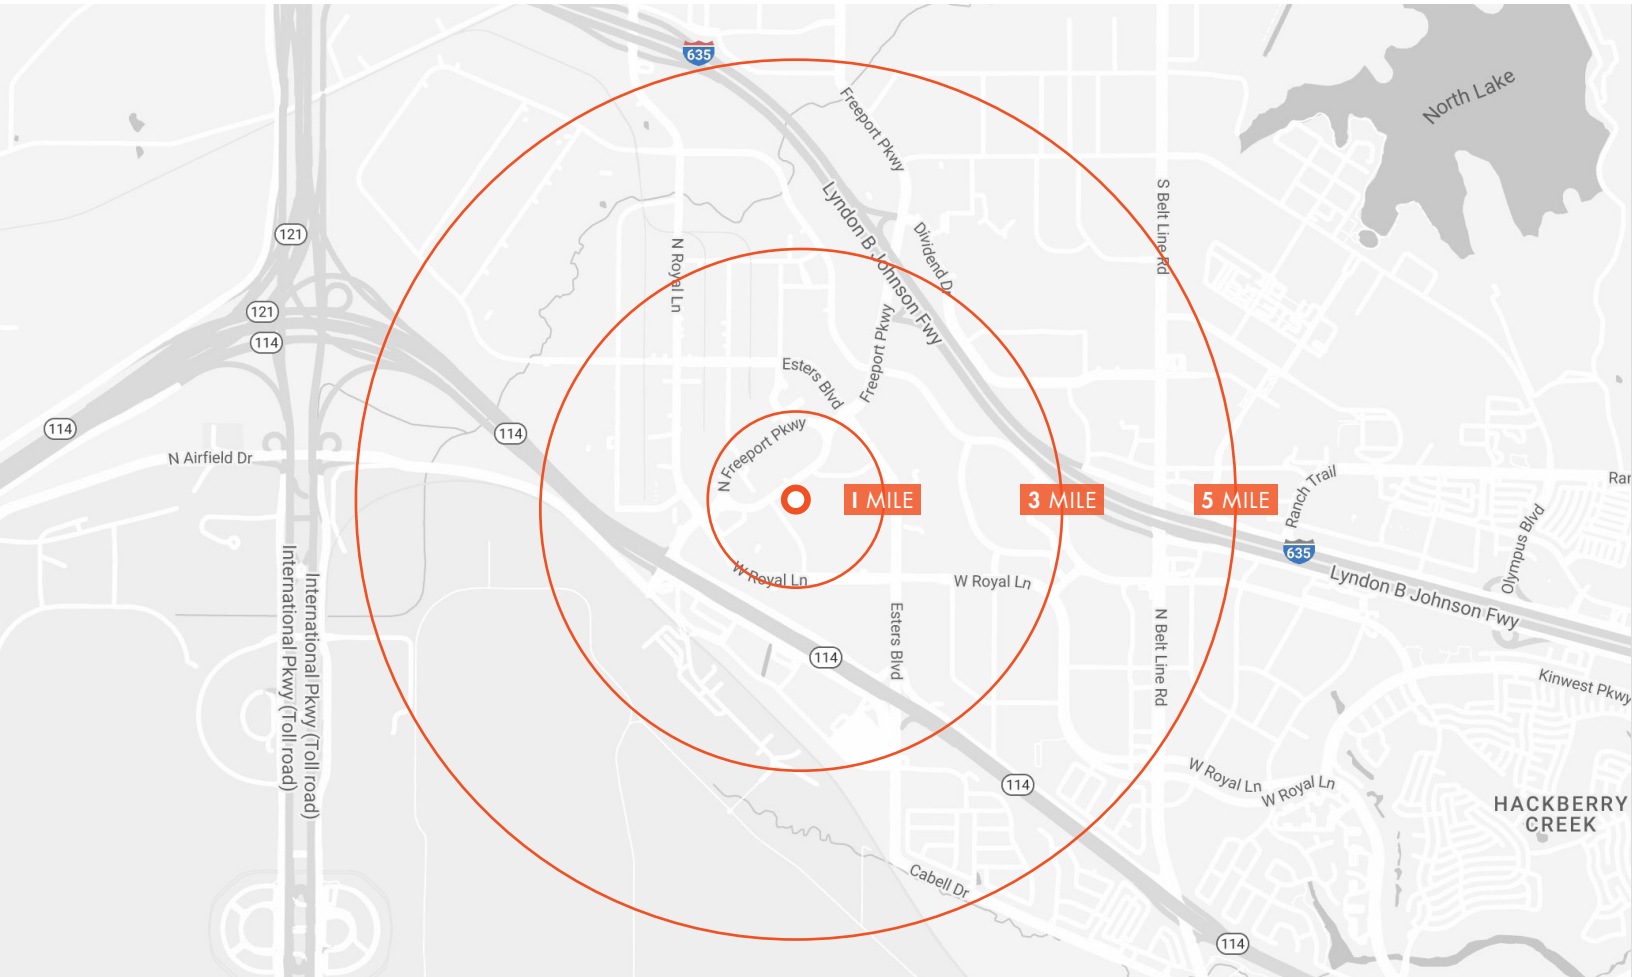 635
North Lake
Freeport Pkwy
Lyndon B Johnson Fwy
S Belt Line Rd
121
N Royal Ln
Dividend Dr
121
114
Freeport Pkwy
Esters Blvd
114
114
N Airfield Dr
N Freeport Pkwy
1 MILE
3 MILE
5 MILE
Ranch Trail
Ran
Olympus Blvd
635
Lyndon B Johnson Fwy
W Royal Ln
W Royal Ln
International Pkwy (Toll road)
International Pkwy (Toll road)
Esters Blvd
N Belt Line Rd
114
Kinwest Pkwy
W Royal Ln
W Royal Ln
114
HACKBERRY
CREEK
Cabell Dr
114